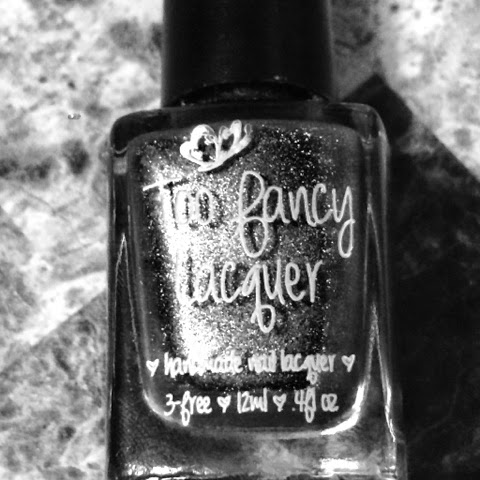 Too fancy
lacquer
♥ handmade nail lacquer ♥
3-free ♥ 12ml ♥ .4fl oz